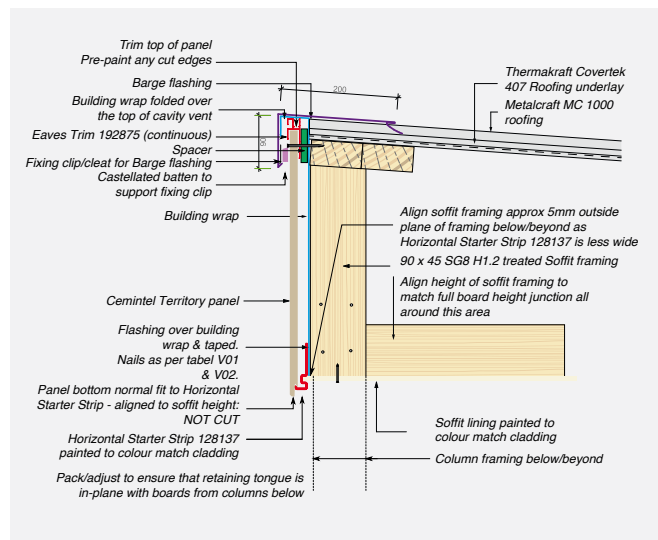 Trim top of panel
Pre-paint any cut edges
Barge flashing
Building wrap folded over
the top of cavity vent
Eaves Trim 192875 (continuous)
Spacer
Fixing clip/cleat for Barge flashing
Castellated batten to
support fixing clip
Building wrap
Cemintel Territory panel
Flashing over building
wrap & taped.
Nails as per tabel V01
& V02.
Panel bottom normal fit to Horizontal
Starter Strip - aligned to soffit height:
NOT CUT
Horizontal Starter Strip 128137
painted to colour match cladding
Pack/adjust to ensure that retaining tongue is
in-plane with boards from columns below
200
90
Thermakraft Covertek
407 Roofing underlay
Metalcraft MC 1000
roofing
Align soffit framing approx 5mm outside
plane of framing below/beyond as
Horizontal Starter Strip 128137 is less wide
90 x 45 SG8 H1.2 treated Soffit framing
Align height of soffit framing to
match full board height junction all
around this area
Soffit lining painted to
colour match cladding
Column framing below/beyond